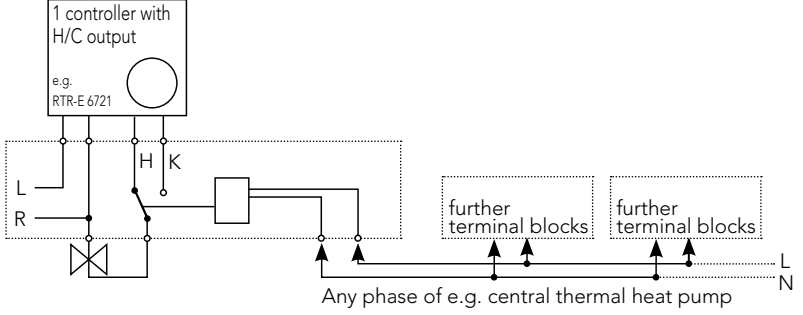 1 controller with
H/C output
e.g.
RTR-E 6721
H K
L
R
further
terminal blocks
further
terminal blocks
L
N
Any phase of e.g. central thermal heat pump